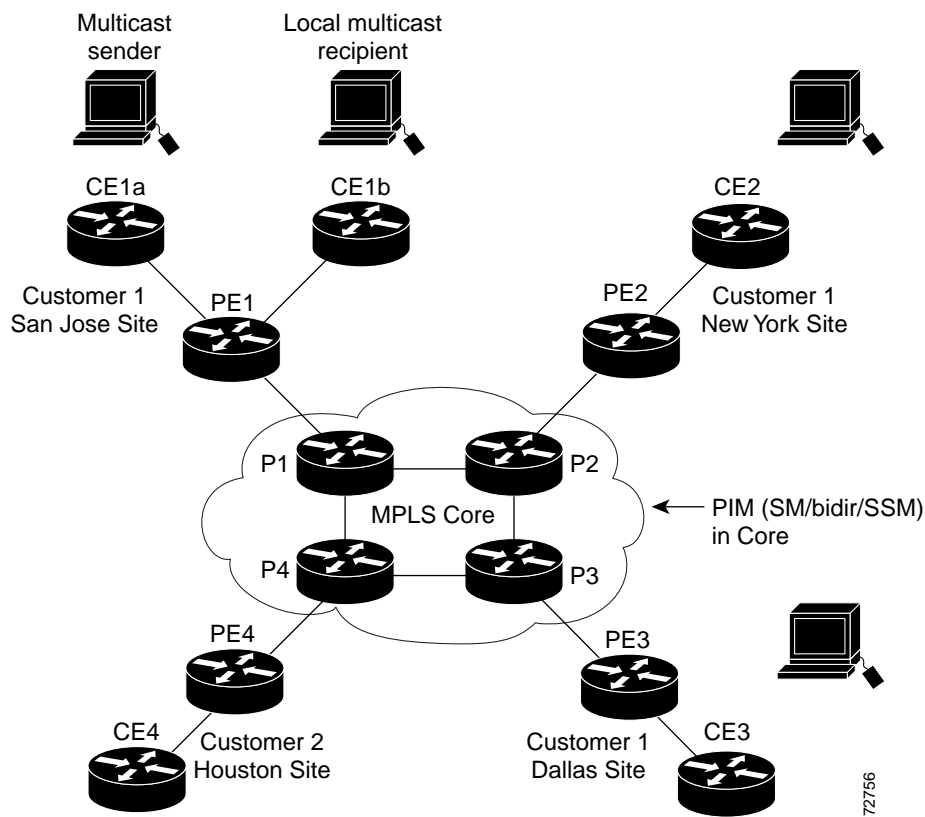 Multicast
sender
Local multicast
recipient
CE1a
CE1b
CE2
Customer 1
San Jose Site
PE1
PE2
Customer 1
New York Site
P1
P2
MPLS Core
PIM (SM/bidir/SSM)
in Core
P4
P3
PE4
PE3
CE4
Customer 2
Houston Site
Customer 1
Dallas Site
CE3
72756